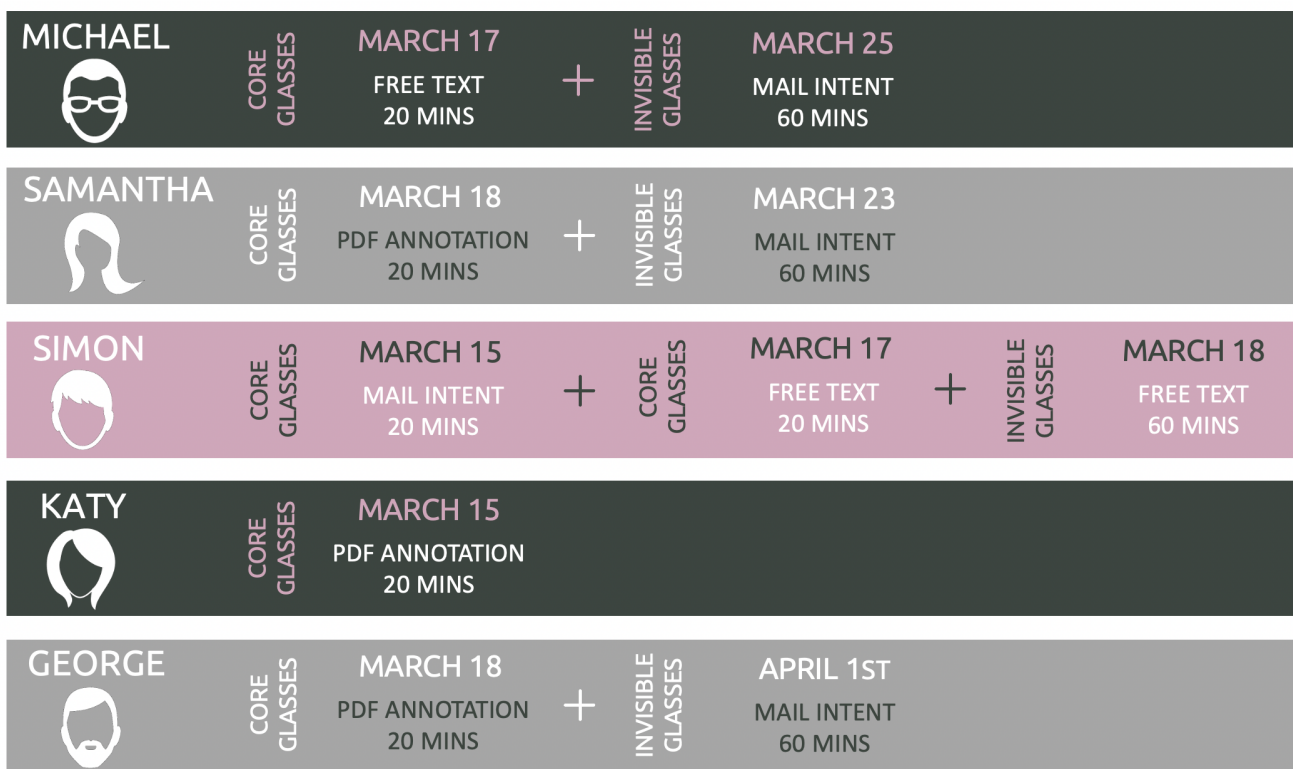 MICHAEL
CORE
GLASSES
MARCH 17
FREE TEXT
20 MINS
+
INVISIBLE
GLASSES
MARCH 25
MAIL INTENT
60 MINS
SAMANTHA
CORE
GLASSES
MARCH 18
PDF ANNOTATION
20 MINS
+
INVISIBLE
GLASSES
MARCH 23
MAIL INTENT
60 MINS
SIMON
CORE
GLASSES
MARCH 15
MAIL INTENT
20 MINS
+
CORE
GLASSES
MARCH 17
FREE TEXT
20 MINS
+
INVISIBLE
GLASSES
MARCH 18
FREE TEXT
60 MINS
KATY
CORE
GLASSES
MARCH 15
PDF ANNOTATION
20 MINS
GEORGE
CORE
GLASSES
MARCH 18
PDF ANNOTATION
20 MINS
+
INVISIBLE
GLASSES
APRIL 1ST
MAIL INTENT
60 MINS